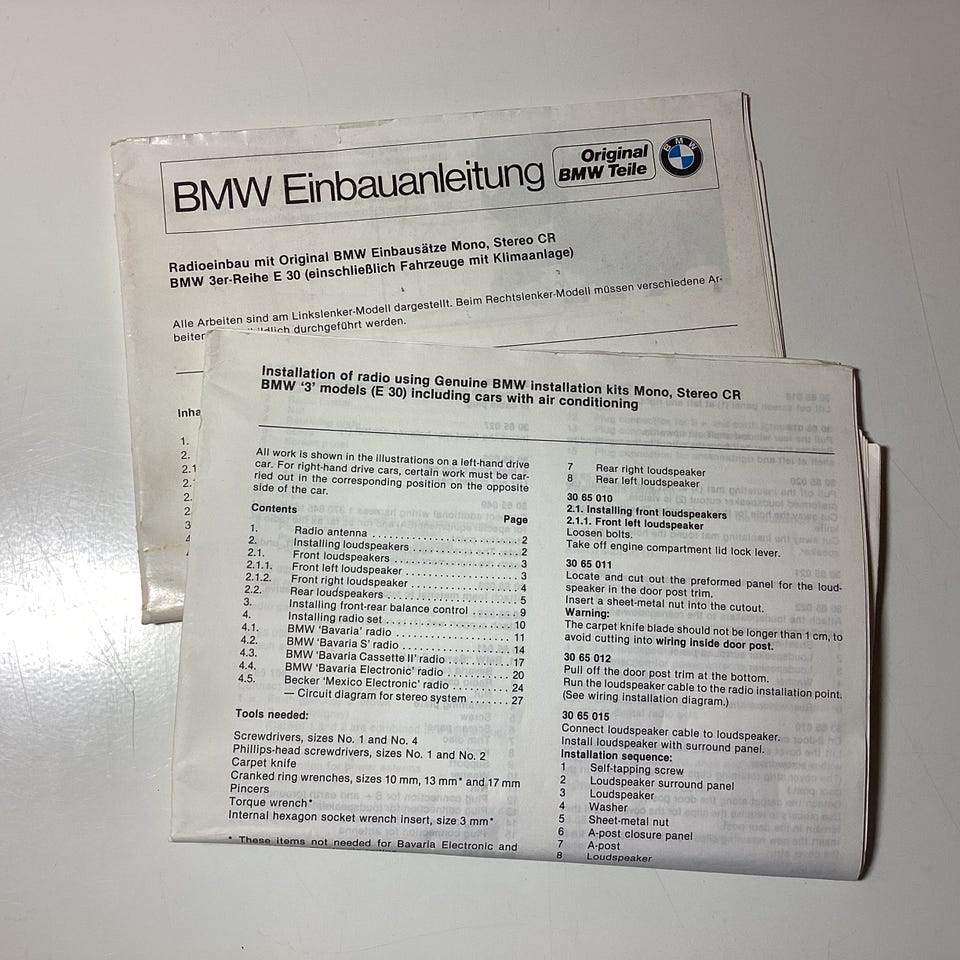 BMW Einbauanleitung
Original
BMW Teile
BMW
Radioeinbau mit Original BMW Einbausätze Mono, Stereo CR
BMW 3er-Reihe E 30 (einschließlich Fahrzeuge mit Klimaanlage)
Alle Arbeiten sind am Linkslenker-Modell dargestellt. Beim Rechtslenker-Modell müssen verschiedene Ar-
durchgeführt werden.
Inha
1.
2.
2.1
2.
2.
Installation of radio using Genuine BMW installation kits Mono, Stereo CR
BMW ‘3’ models (E 30) including cars with air conditioning
All work is shown in the illustrations on a left-hand drive
car. For right-hand drive cars, certain work must be car-
ried out in the corresponding position on the opposite
side of the car.
Contents
Page
1. Radio antenna 2
2. Installing loudspeakers 2
2.1. Front loudspeakers 3
2.1.1. Front left loudspeaker 3
2.1.2. Front right loudspeaker 4
2.2. Rear loudspeakers 5
3. Installing front-rear balance control 9
4. Installing radio set 10
4.1. BMW ‘Bavaria’ radio 11
4.2. BMW ‘Bavaria S’ radio 14
4.3. BMW ‘Bavaria Cassette II’ radio 17
4.4. BMW ‘Bavaria Electronic’ radio 20
4.5. Becker ‘Mexico Electronic’ radio 24
— Circuit diagram for stereo system 27
Tools needed:
Screwdrivers, sizes No. 1 and No. 4
Phillips-head screwdrivers, sizes No. 1 and No. 2
Carpet knife
Cranked ring wrenches, sizes 10 mm, 13 mm* and 17 mm
Pincers
Torque wrench*
Internal hexagon socket wrench insert, size 3 mm*
* These items not needed for Bavaria Electronic and
7 Rear right loudspeaker
8 Rear left loudspeaker
30 65 010
2.1. Installing front loudspeakers
2.1.1. Front left loudspeaker
Loosen bolts.
Take off engine compartment lid lock lever.
30 65 011
Locate and cut out the preformed panel for the loud-
speaker in the door post trim.
Insert a sheet-metal nut into the cutout.
Warning:
The carpet knife blade should not be longer than 1 cm, to
avoid cutting into wiring inside door post.
30 65 012
Pull off the door post trim at the bottom.
Run the loudspeaker cable to the radio installation point.
(See wiring installation diagram.)
30 65 015
Connect loudspeaker cable to loudspeaker.
Install loudspeaker with surround panel.
Installation sequence:
1 Self-tapping screw
2 Loudspeaker surround panel
3 Loudspeaker
4 Washer
5 Sheet-metal nut
6 A-post closure panel
7 A-post
8 Loudspeaker